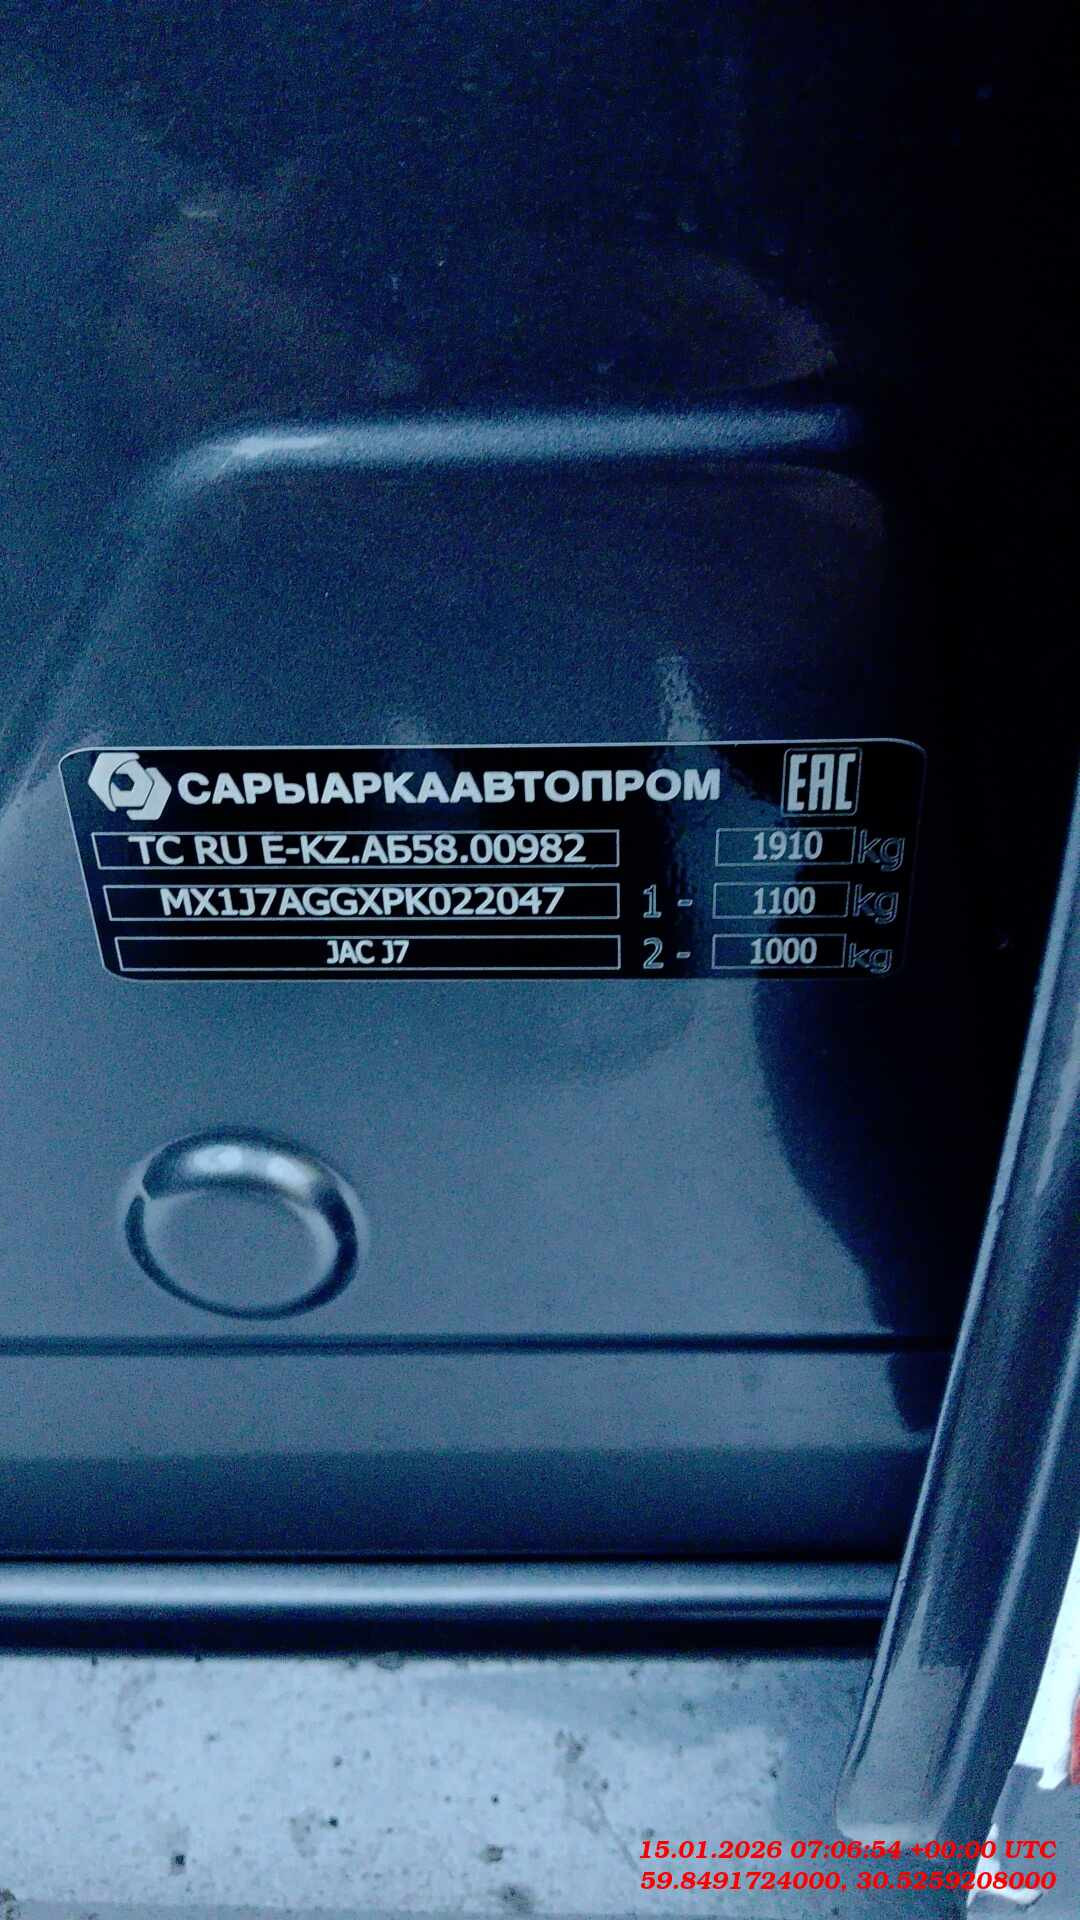 САРЫАРКААВТОПРОМ EAC
TC RU E-KZ.АБ58.00982 1910 kg
MX1J7AGGXPK022047 1 - 1100 kg
JAC J7 2 - 1000 kg
15.01.2026 07:06:54 +00:00 UTC
59.8491724000, 30.5259208000